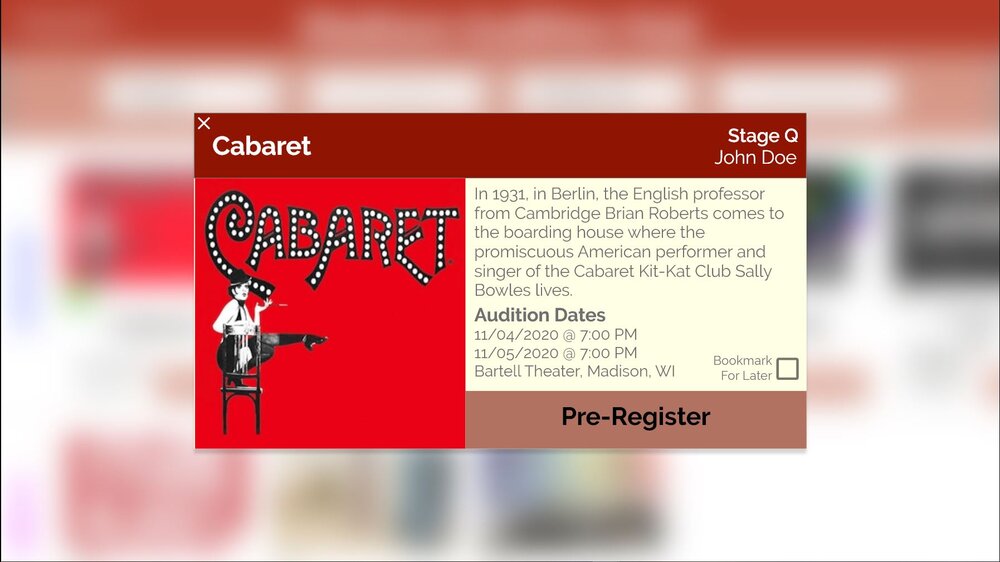 Cabaret
Stage Q
John Doe
CABARET
In 1931, in Berlin, the English professor
from Cambridge Brian Roberts comes to
the boarding house where the
promiscuous American performer and
singer of the Cabaret Kit-Kat Club Sally
Bowles lives.
Audition Dates
11/04/2020 @ 7:00 PM
11/05/2020 @ 7:00 PM
Bartell Theater, Madison, WI
Bookmark
For Later
Pre-Register